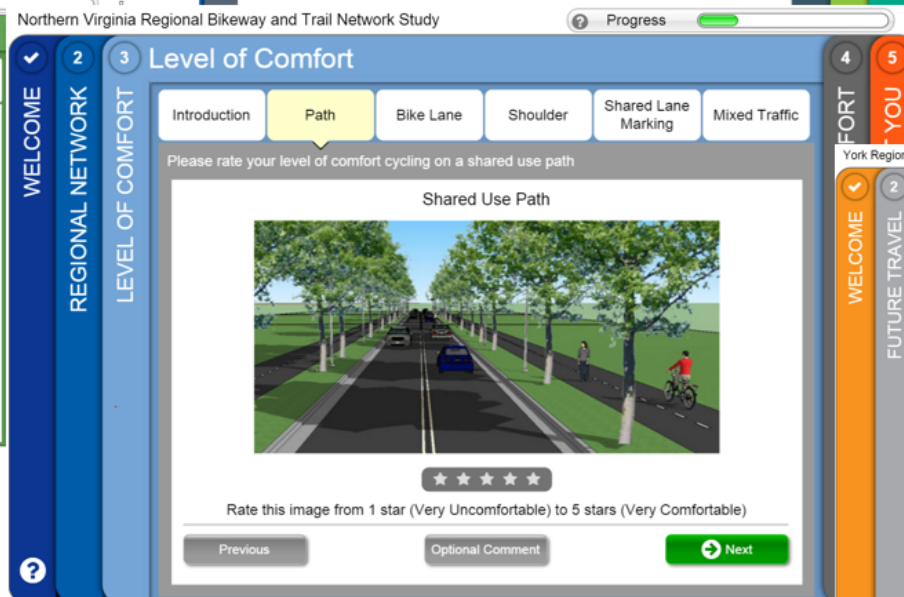 Northern Virginia Regional Bikeway and Trail Network Study
? Progress
WELCOME
2
REGIONAL NETWORK
3
LEVEL OF COMFORT
Level of Comfort
Introduction
Path
Bike Lane
Shoulder
Shared Lane
Marking
Mixed Traffic
Please rate your level of comfort cycling on a shared use path
Shared Use Path
Rate this image from 1 star (Very Uncomfortable) to 5 stars (Very Comfortable)
Previous
Optional Comment
Next
?
4
FORT
5
YOU
York Region
WELCOME
2
FUTURE TRAVEL